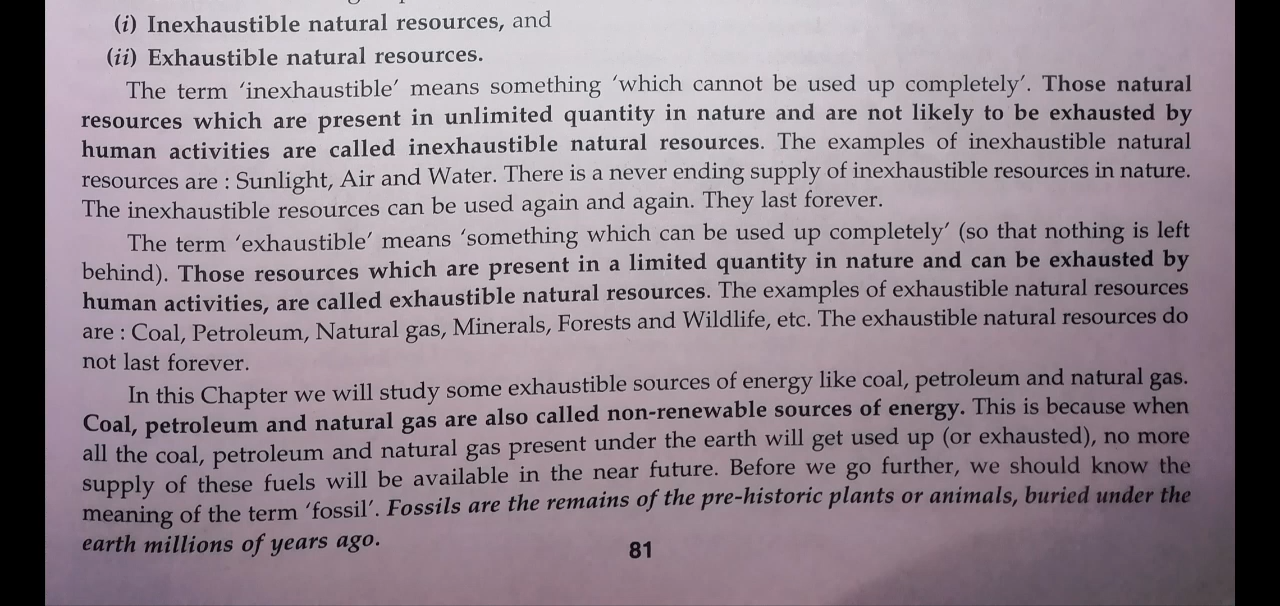 (i) Inexhaustible natural resources, and
(ii) Exhaustible natural resources.
The term ‘inexhaustible’ means something ‘which cannot be used up completely’. Those natural
resources which are present in unlimited quantity in nature and are not likely to be exhausted by
human activities are called inexhaustible natural resources. The examples of inexhaustible natural
resources are : Sunlight, Air and Water. There is a never ending supply of inexhaustible resources in nature.
The inexhaustible resources can be used again and again. They last forever.
The term ‘exhaustible’ means ‘something which can be used up completely’ (so that nothing is left
behind). Those resources which are present in a limited quantity in nature and can be exhausted by
human activities, are called exhaustible natural resources. The examples of exhaustible natural resources
are : Coal, Petroleum, Natural gas, Minerals, Forests and Wildlife, etc. The exhaustible natural resources do
not last forever.
In this Chapter we will study some exhaustible sources of energy like coal, petroleum and natural gas.
Coal, petroleum and natural gas are also called non-renewable sources of energy. This is because when
all the coal, petroleum and natural gas present under the earth will get used up (or exhausted), no more
supply of these fuels will be available in the near future. Before we go further, we should know the
meaning of the term ‘fossil’. Fossils are the remains of the pre-historic plants or animals, buried under the
earth millions of years ago.
81